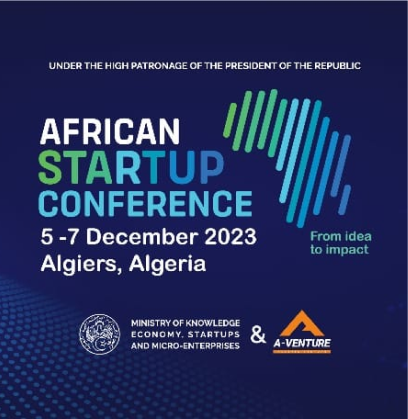 UNDER THE HIGH PATRONAGE OF THE PRESIDENT OF THE REPUBLIC
AFRICAN
STARTUP
CONFERENCE
5 -7 December 2023
Algiers, Algeria
From idea
to impact
MINISTRY OF KNOWLEDGE
ECONOMY, STARTUPS
AND MICRO-ENTERPRISES
&
A-VENTURE